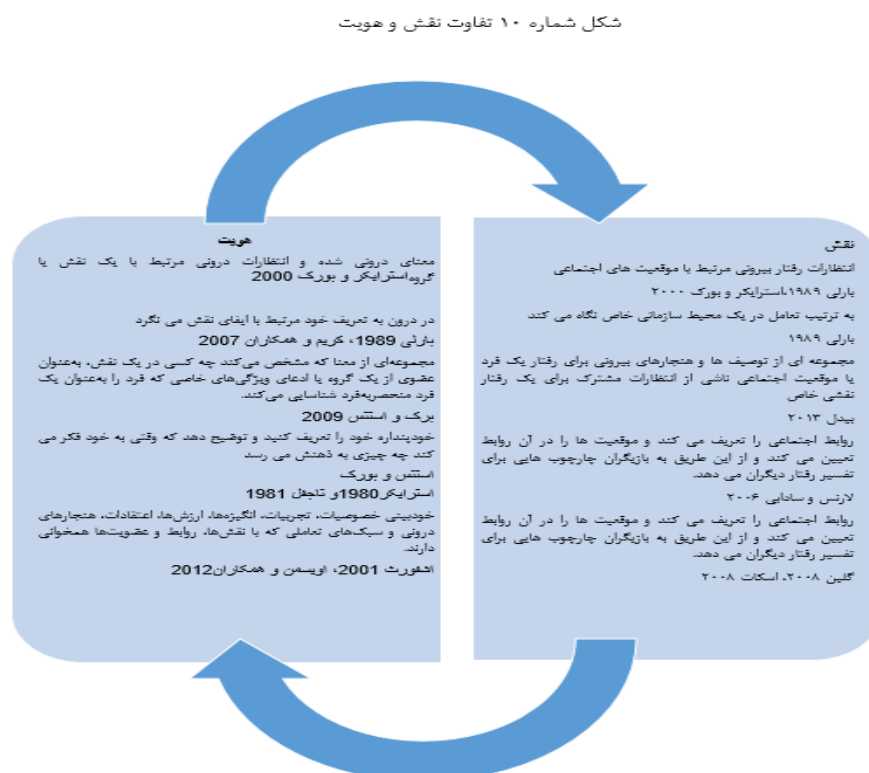 شکل شماره ۱۰ تفاوت نقش و هویت
نقش
انتظارات رفتار بیرونی مرتبط با موقعیت های اجتماعی
بارلی ۱۹۸۹،استرایکر و بورک ۲۰۰۰
به ترتیب تعامل در یک محیط سازمانی خاص نگاه می کند
بارلی ۱۹۸۹
مجموعه ای از توصیف ها و هنجارهای بیرونی برای رفتار یک فرد
یا موقعیت اجتماعی ناشی از انتظارات مشترک برای یک رفتار
نقشی خاص
بیدل ۲۰۱۳
روابط اجتماعی را تعریف می کند و موقعیت ها را در آن روابط
تعیین می کند و از این طریق به بازیگران چارچوب هایی برای
تفسیر رفتار دیگران می دهد.
لارنس و سادابی ۲۰۰۶
روابط اجتماعی را تعریف می کند و موقعیت ها را در آن روابط
تعیین می کند و از این طریق به بازیگران چارچوب هایی برای
تفسیر رفتار دیگران می دهد.
گلین ۲۰۰۸، اسکات ۲۰۰۸
هویت
معنای درونی شده و انتظارات درونی مرتبط با یک نقش یا
گروه استرایکر و بورک 2000
در درون به تعریف خود مرتبط با ایفای نقش می نگرد
بارلی 1989، کریم و همکاران 2007
مجموعه‌ای از معنا که مشخص می‌کند چه کسی در یک نقش، به‌عنوان
عضوی از یک گروه یا ادعای ویژگی‌های خاصی که فرد را به‌عنوان یک
فرد منحصربه‌فرد شناسایی می‌کند.
برک و استتس 2009
خودپنداره خود را تعریف کنید و توضیح دهد که وقتی به خود فکر می
کند چه چیزی به ذهنش می رسد
استتس و بورک
استرایکر1980و تاجفل 1981
خودبینی خصوصیات، تجربیات، انگیزه‌ها، ارزش‌ها، اعتقادات، هنجارهای
درونی و سبک‌های تعاملی که با نقش‌ها، روابط و عضویت‌ها همخوانی
دارند.
اشفورث 2001، اویسمن و همکاران2012